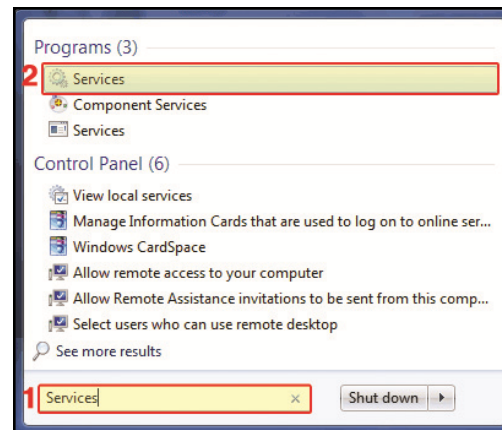 Programs (3)
2 Services
Component Services
Services
Control Panel (6)
View local services
Manage Information Cards that are used to log on to online ser...
Windows CardSpace
Allow remote access to your computer
Allow Remote Assistance invitations to be sent from this comp...
Select users who can use remote desktop
See more results
1 Services × Shut down